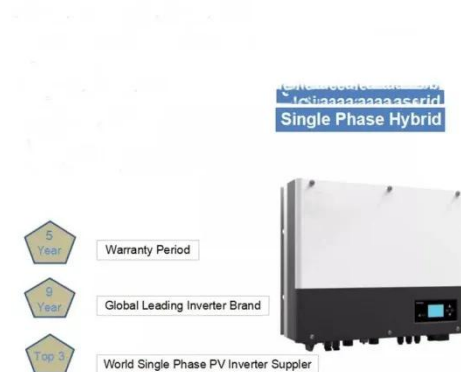 Single Phase Hybrid
5
Year
Warranty Period
9
Year
Global Leading Inverter Brand
Top 3
World Single Phase PV Inverter Suppler